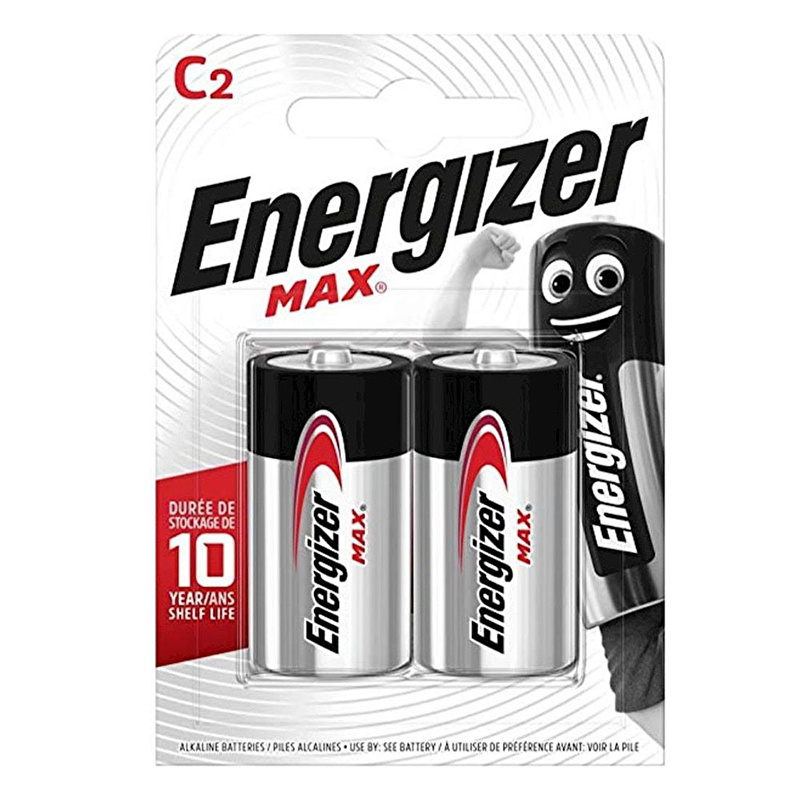 C2
Energizer
MAX®
Energizer.
DURÉE DE
STOCKAGE DE
10
YEAR/ANS
SHELF LIFE
Energizer
MAX®
Energizer
MAX®
ALKALINE BATTERIES / PILES ALCALINES • USE BY: SEE BATTERY / À UTILISER DE PRÉFÉRENCE AVANT: VOIR LA PILE